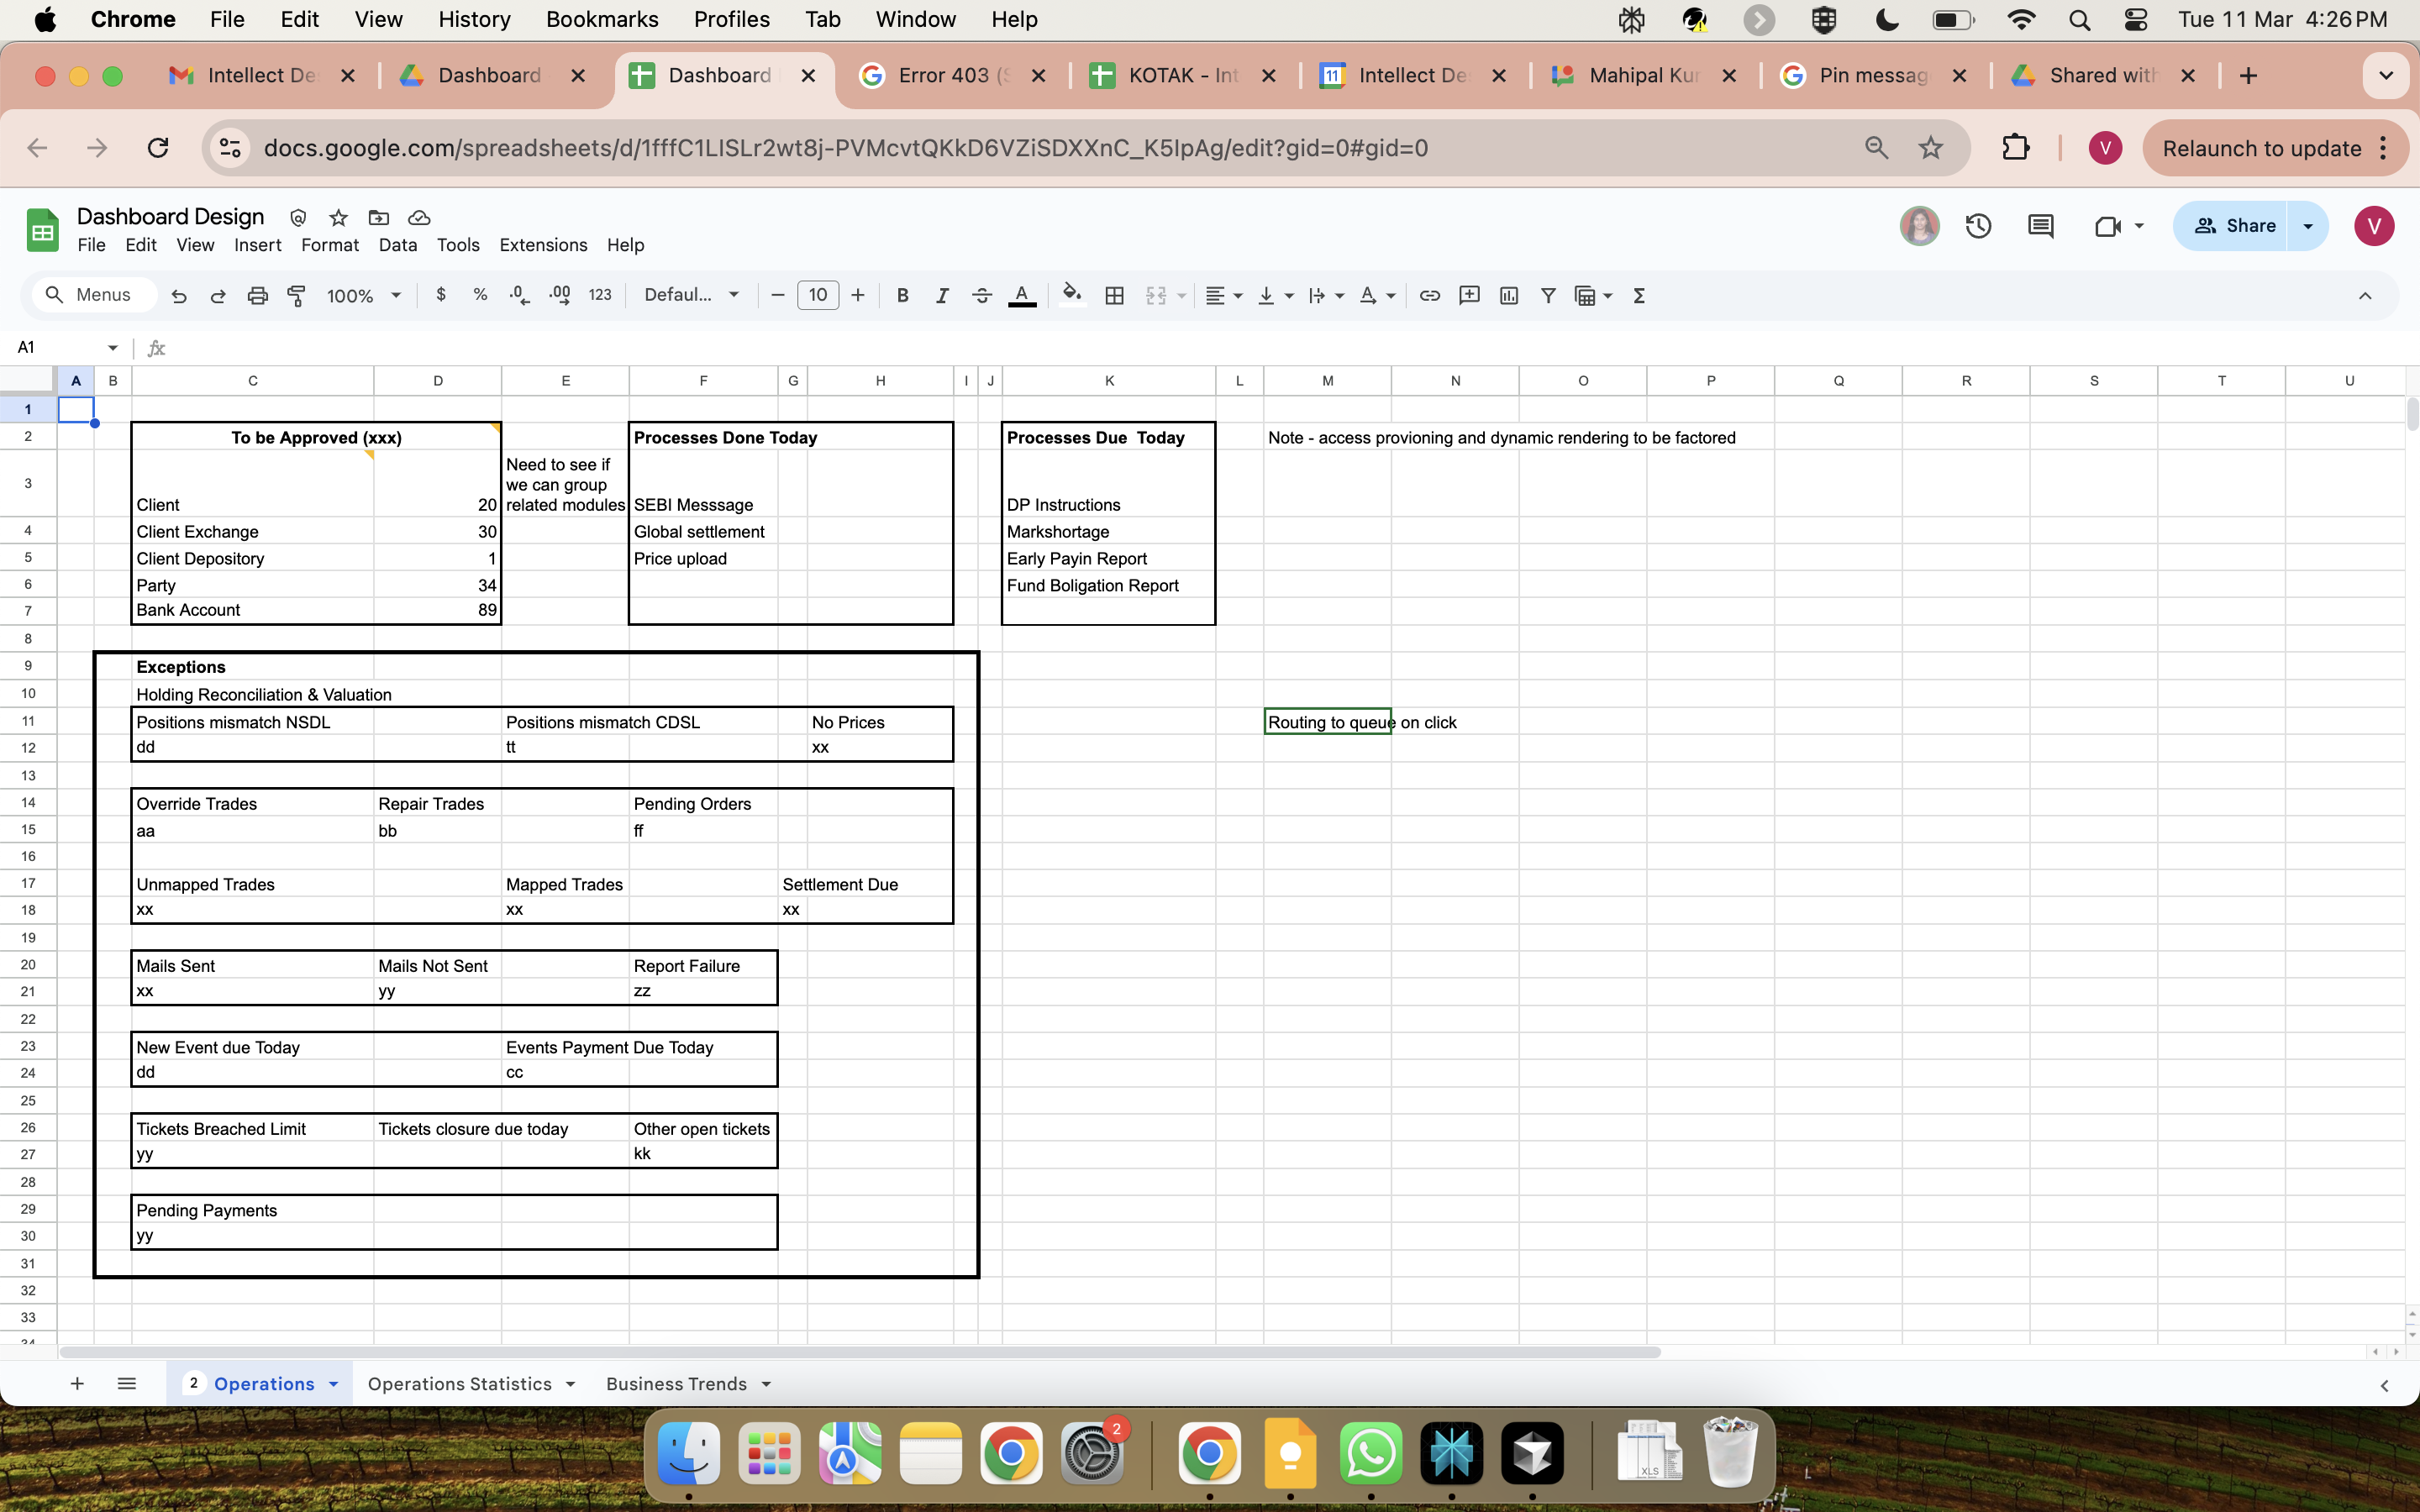 Chrome File Edit View History Bookmarks Profiles Tab Window Help Tue 11 Mar 4:26 PM
Intellect De Dashboard Dashboard Error 403 (S KOTAK - Int 11 Intellect De Mahipal Kur Pin messag Shared with
docs.google.com/spreadsheets/d/1fffC1LISLr2wt8j-PVMcvtQKkD6VZiSDXXnC_K5IpAg/edit?gid=0#gid=0 V Relaunch to update
Dashboard Design
File Edit View Insert Format Data Tools Extensions Help Share V
Menus 100% $ % .0 .00 123 Defaul... 10 B I A
A1 fx
A B C D E F G H I J K L M N O P Q R S T U
1
2 To be Approved (xxx) Processes Done Today Processes Due Today Note - access provioning and dynamic rendering to be factored
Need to see if
we can group
related modules
3 Client 20 SEBI Messsage DP Instructions
4 Client Exchange 30 Global settlement Markshortage
5 Client Depository 1 Price upload Early Payin Report
6 Party 34 Fund Boligation Report
7 Bank Account 89
8
9 Exceptions
10 Holding Reconciliation & Valuation
11 Positions mismatch NSDL Positions mismatch CDSL No Prices Routing to queue on click
12 dd tt xx
13
14 Override Trades Repair Trades Pending Orders
15 aa bb ff
16
17 Unmapped Trades Mapped Trades Settlement Due
18 xx xx xx
19
20 Mails Sent Mails Not Sent Report Failure
21 xx yy zz
22
23 New Event due Today Events Payment Due Today
24 dd cc
25
26 Tickets Breached Limit Tickets closure due today Other open tickets
27 yy kk
28
29 Pending Payments
30 yy
31
32
33
34
2 Operations Operations Statistics Business Trends
2
XLS